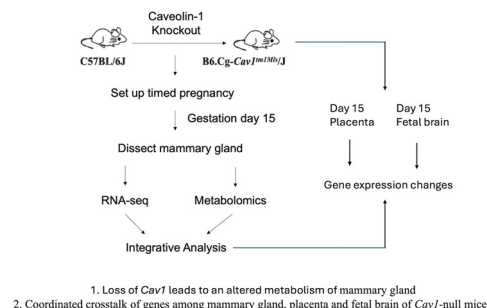 Caveolin-1
Knockout
C57BL/6J
B6.Cg-Cav1tm1Mls/J
Set up timed pregnancy
Gestation day 15
Dissect mammary gland
RNA-seq
Metabolomics
Integrative Analysis
Day 15
Placenta
Day 15
Fetal brain
Gene expression changes
1. Loss of Cav1 leads to an altered metabolism of mammary gland
2. Coordinated crosstalk of genes among mammary gland, placenta and fetal brain of Cav1-null mice